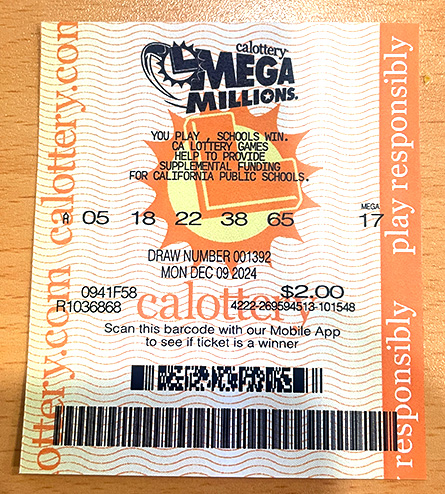 calottery
MEGA
MILLIONS.
YOU PLAY , SCHOOLS WIN.
CA LOTTERY GAMES
HELP TO PROVIDE
SUPPLEMENTAL FUNDING
FOR CALIFORNIA PUBLIC SCHOOLS.
MEGA
A 05 18 22 38 65 17
DRAW NUMBER 001392
MON DEC 09 2024
0941F58 $2.00
R1036868 4222-269594513-101548
calottery
Scan this barcode with our Mobile App
to see if ticket is a winner
ottery.com calottery.com
play responsibly
responsibly